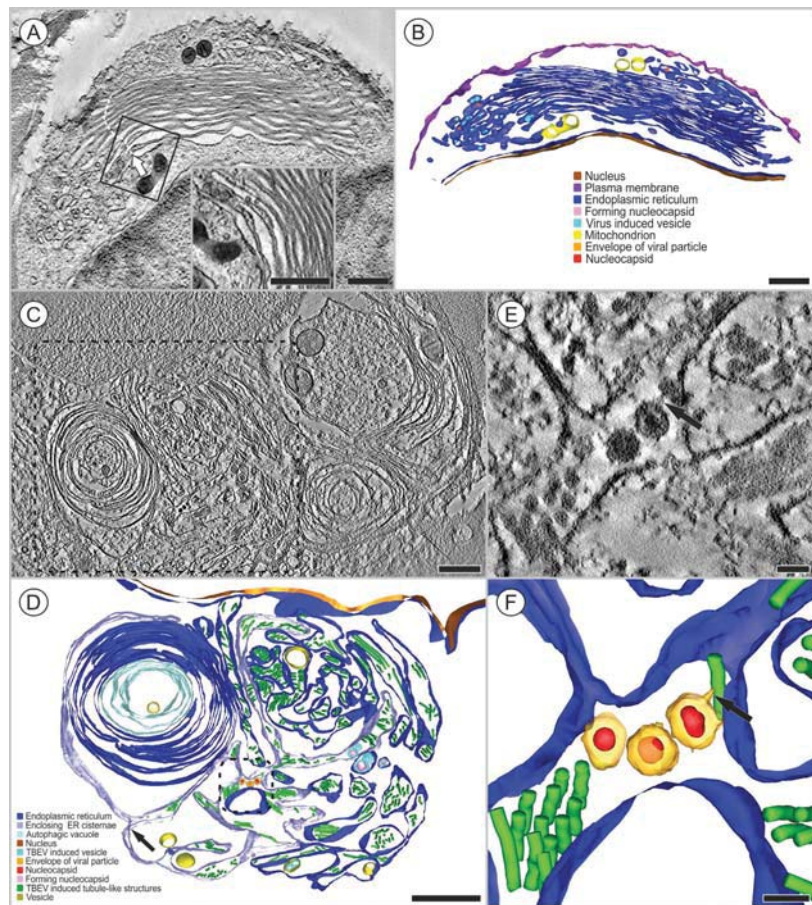 A
B
Nucleus
Plasma membrane
Endoplasmic reticulum
Forming nucleocapsid
Virus induced vesicle
Mitochondrion
Envelope of viral particle
Nucleocapsid
C
E
D
Endoplasmic reticulum
Enclosing ER cisternae
Autophagic vacuole
Nucleus
TBEV induced vesicle
Envelope of viral particle
Nucleocapsid
Forming nucleocapsid
TBEV induced tubule-like structures
Vesicle
F